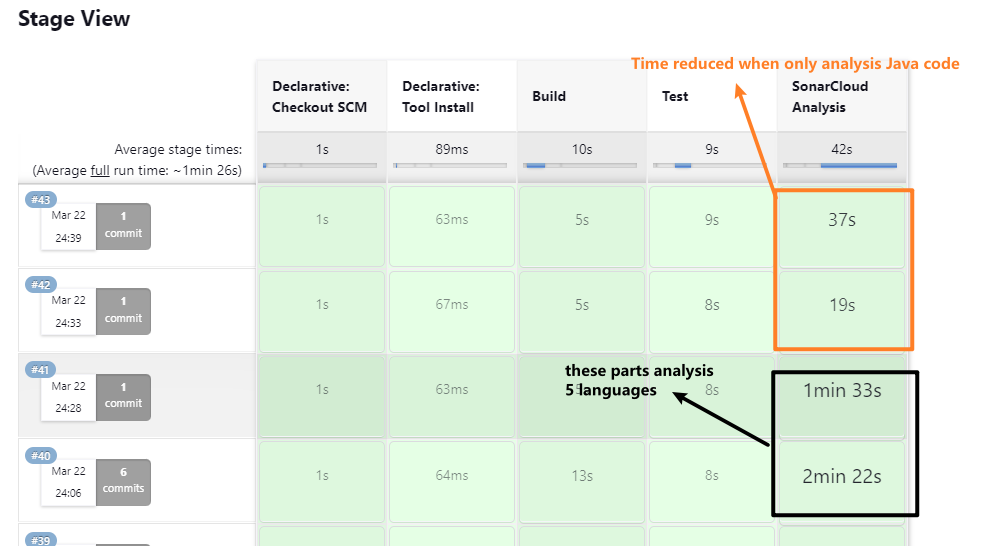 Stage View
Time reduced when only analysis Java code
Declarative:
Checkout SCM
Declarative:
Tool Install
Build
Test
SonarCloud
Analysis
Average stage times:
(Average full run time: ~1min 26s)
1s
89ms
10s
9s
42s
#43
Mar 22
24:39
1
commit
1s
63ms
5s
9s
37s
#42
Mar 22
24:33
1
commit
1s
67ms
5s
8s
19s
#41
Mar 22
24:28
1
commit
1s
63ms
these parts analysis
5 languages
8s
1min 33s
#40
Mar 22
24:06
6
commits
1s
64ms
13s
8s
2min 22s
#39